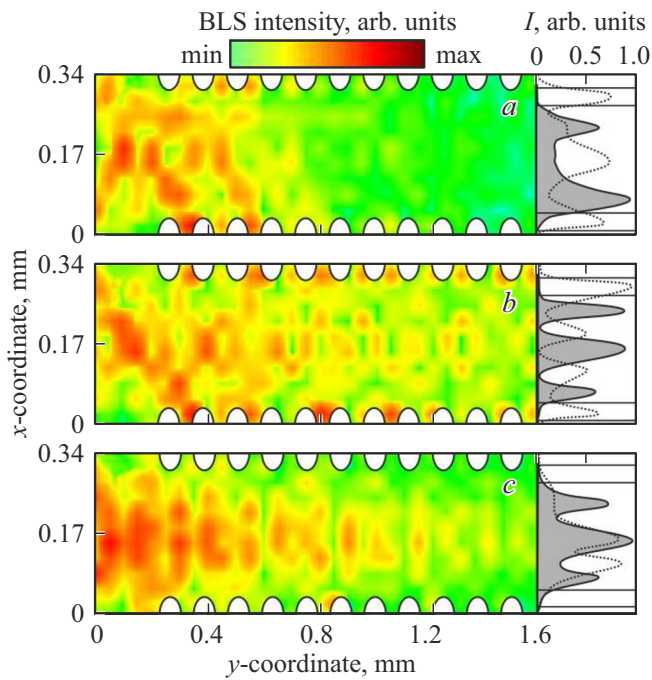 BLS intensity, arb. units
I, arb. units
min max
0 0.5 1.0
0.34
a
0.17
0
0.34
b
0.17
0
0.34
c
0.17
0
x-coordinate, mm
0 0.4 0.8 1.2 1.6
y-coordinate, mm